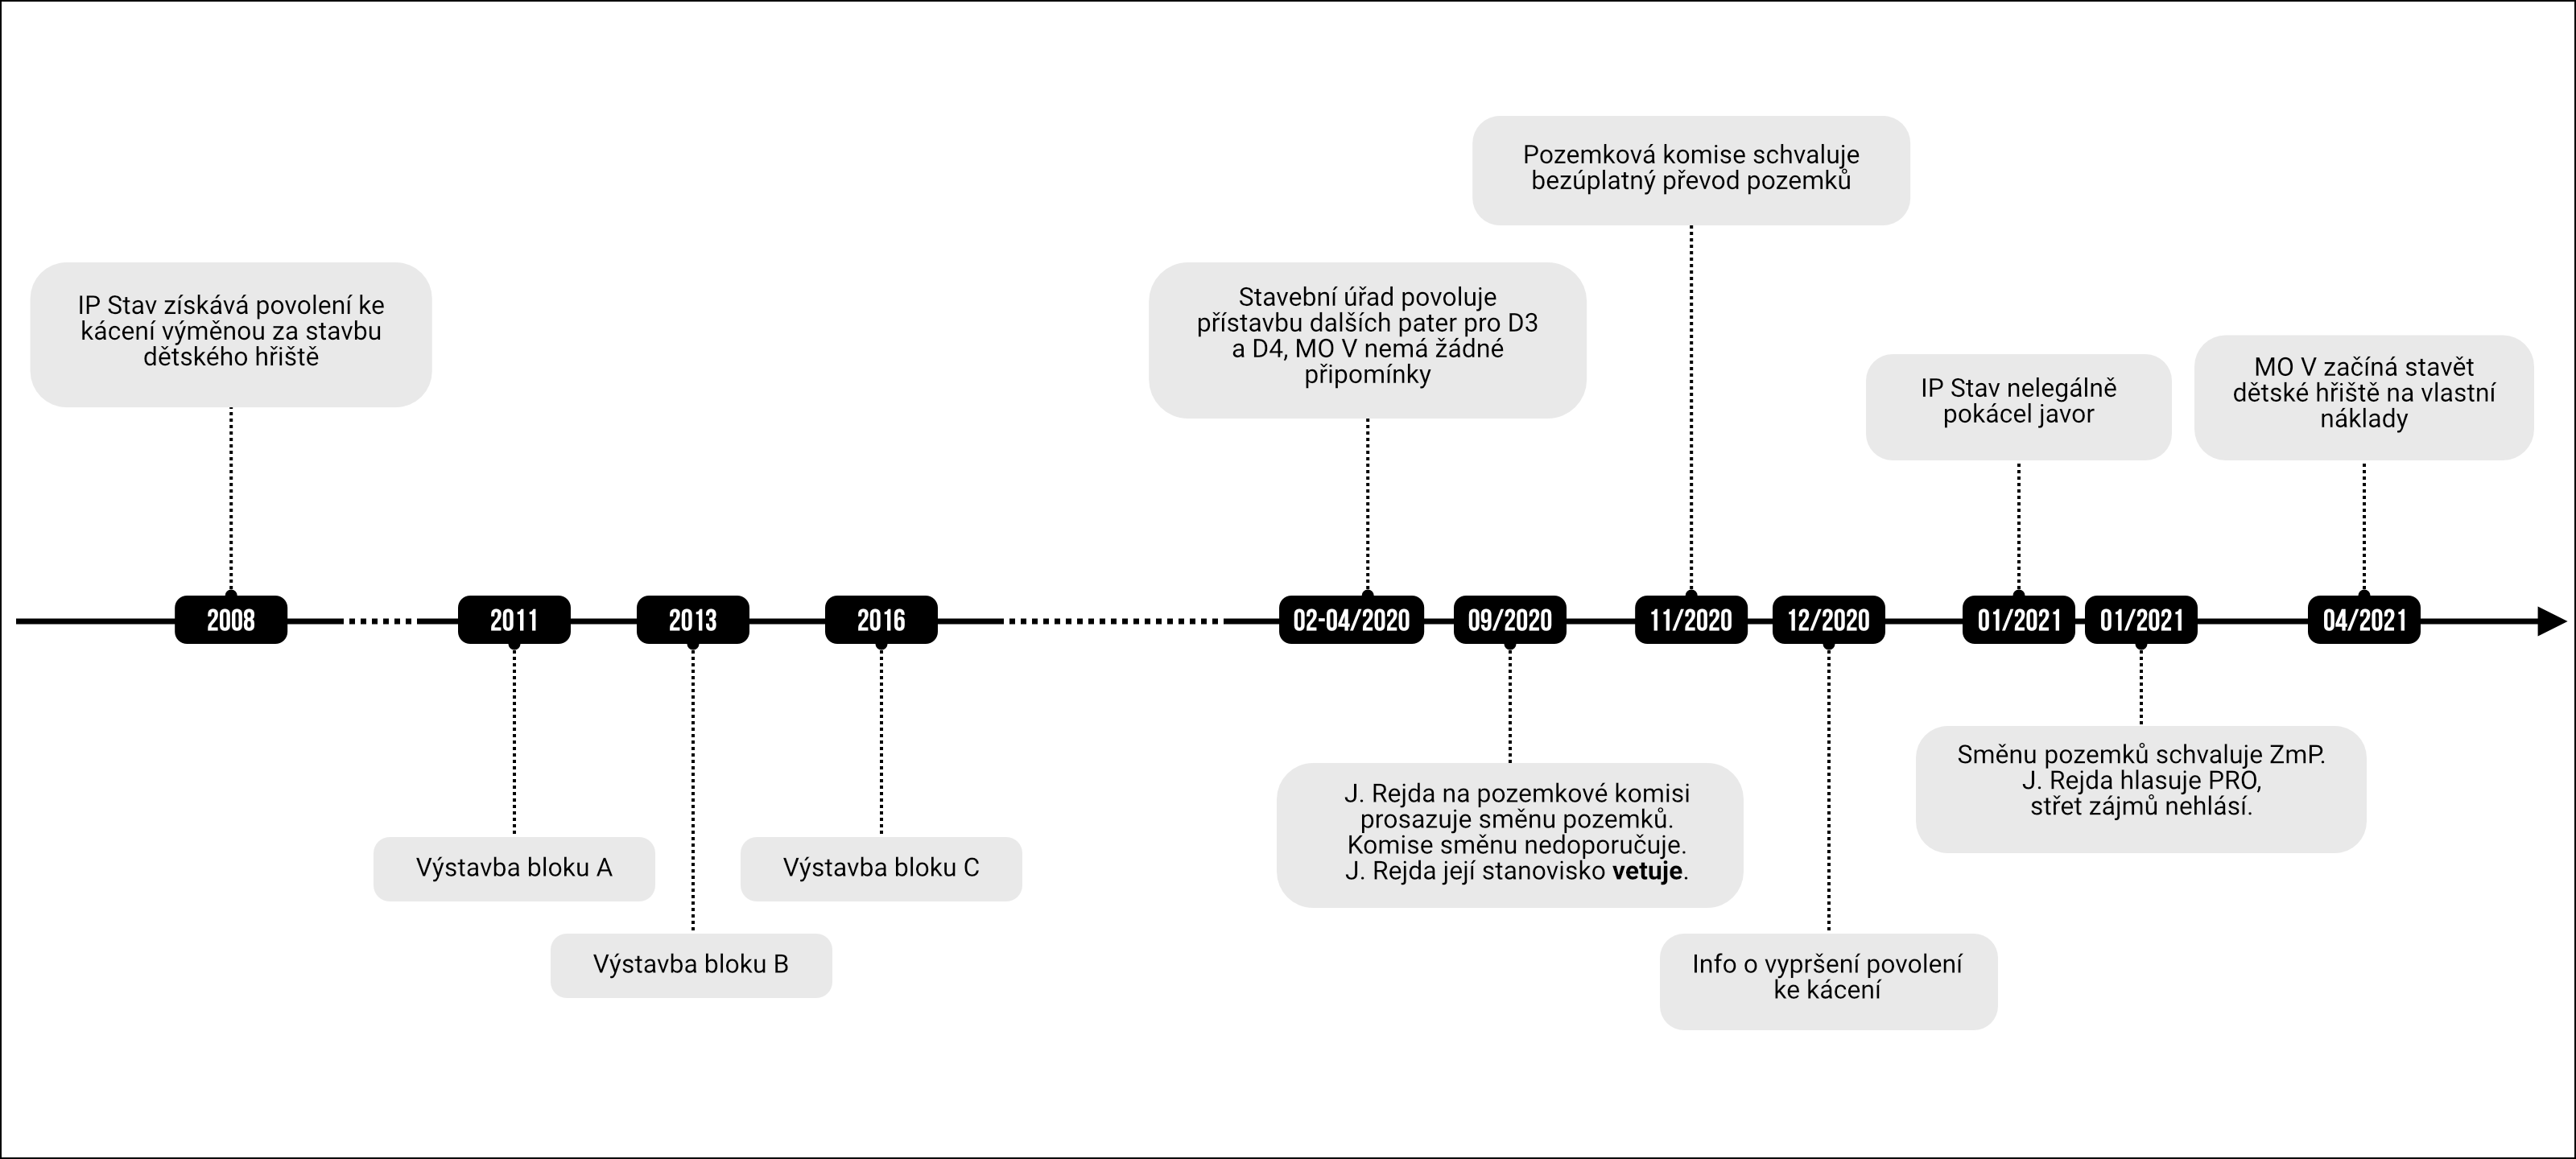 Pozemková komise schvaluje
bezúplatný převod pozemků
IP Stav získává povolení ke
kácení výměnou za stavbu
dětského hřiště
Stavební úřad povoluje
přístavbu dalších pater pro D3
a D4, MO V nemá žádné
připomínky
IP Stav nelegálně
pokácel javor
MO V začíná stavět
dětské hřiště na vlastní
náklady
2008
2011
2013
2016
02-04/2020
09/2020
11/2020
12/2020
01/2021
01/2021
04/2021
Směnu pozemků schvaluje ZmP.
J. Rejda hlasuje PRO,
střet zájmů nehlásí.
J. Rejda na pozemkové komisi
prosazuje směnu pozemků.
Komise směnu nedoporučuje.
J. Rejda její stanovisko vetuje.
Výstavba bloku A
Výstavba bloku C
Výstavba bloku B
Info o vypršení povolení
ke kácení